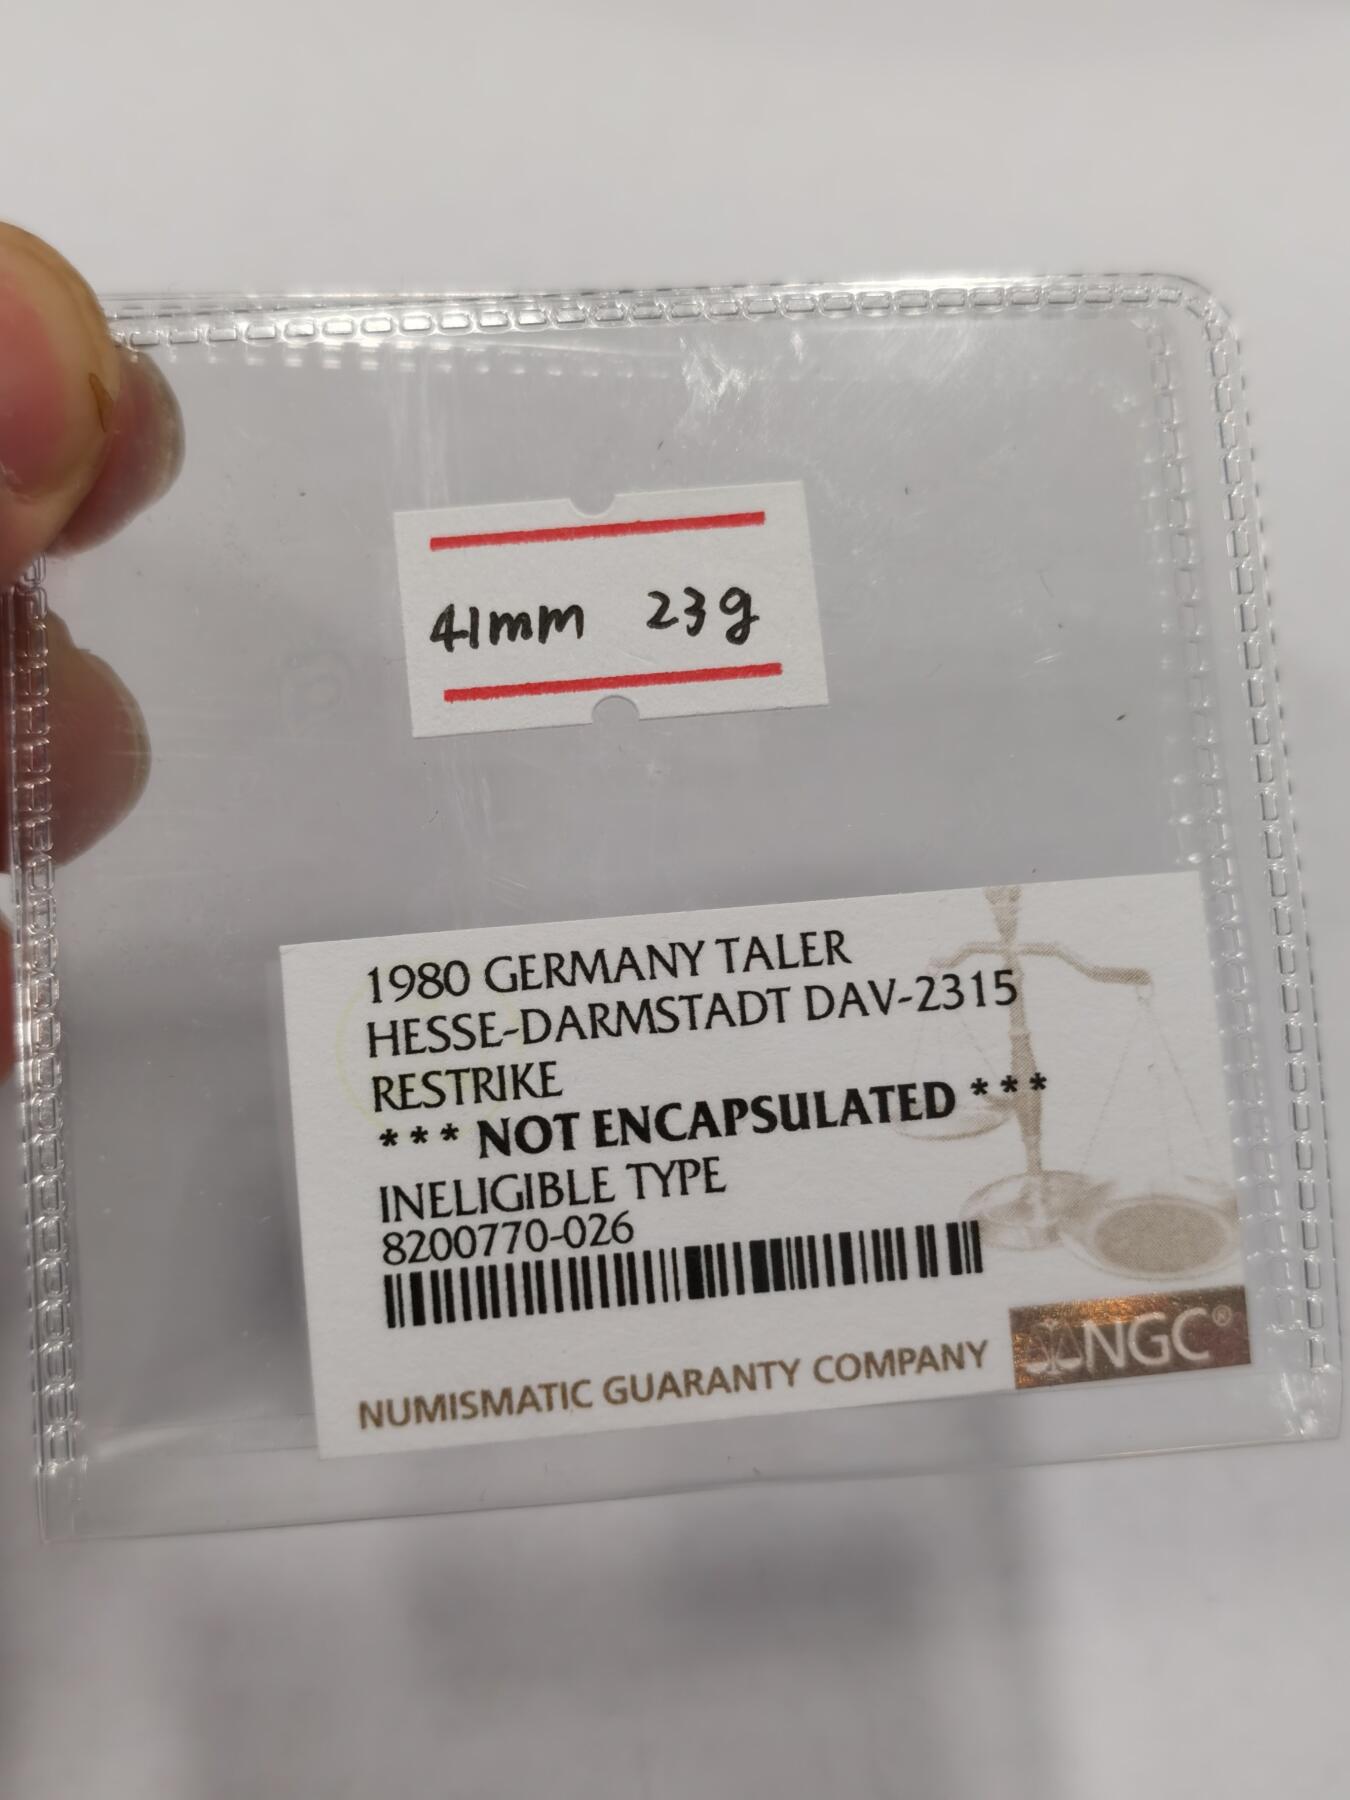 41mm 23g
1980 GERMANY TALER
HESSE-DARMSTADT DAV-2315
RESTRIKE
*** NOT ENCAPSULATED ***
INELIGIBLE TYPE
8200770-026
NUMISMATIC GUARANTY COMPANY NGC®